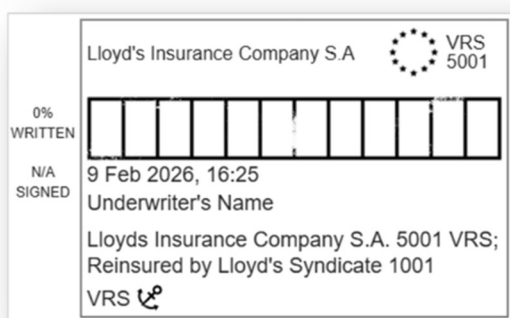 Lloyd's Insurance Company S.A
VRS
5001
0%
WRITTEN
N/A
SIGNED
9 Feb 2026, 16:25
Underwriter's Name
Lloyds Insurance Company S.A. 5001 VRS;
Reinsured by Lloyd's Syndicate 1001
VRS